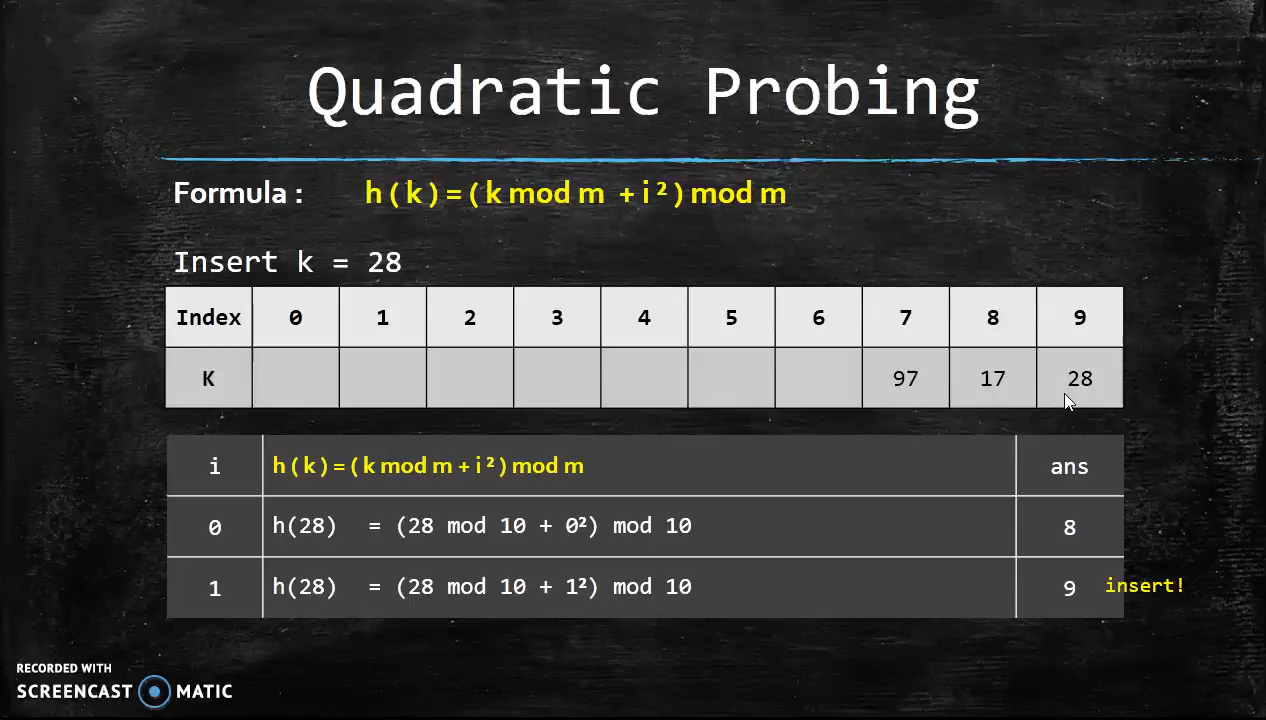 Quadratic Probing
Formula : h ( k ) = ( k mod m + i ² ) mod m
Insert k = 28
Index 0 1 2 3 4 5 6 7 8 9
K 97 17 28
i h ( k ) = ( k mod m + i ² ) mod m ans
0 h(28) = (28 mod 10 + 0²) mod 10 8
1 h(28) = (28 mod 10 + 1²) mod 10 9 insert!
RECORDED WITH
SCREENCAST MATIC